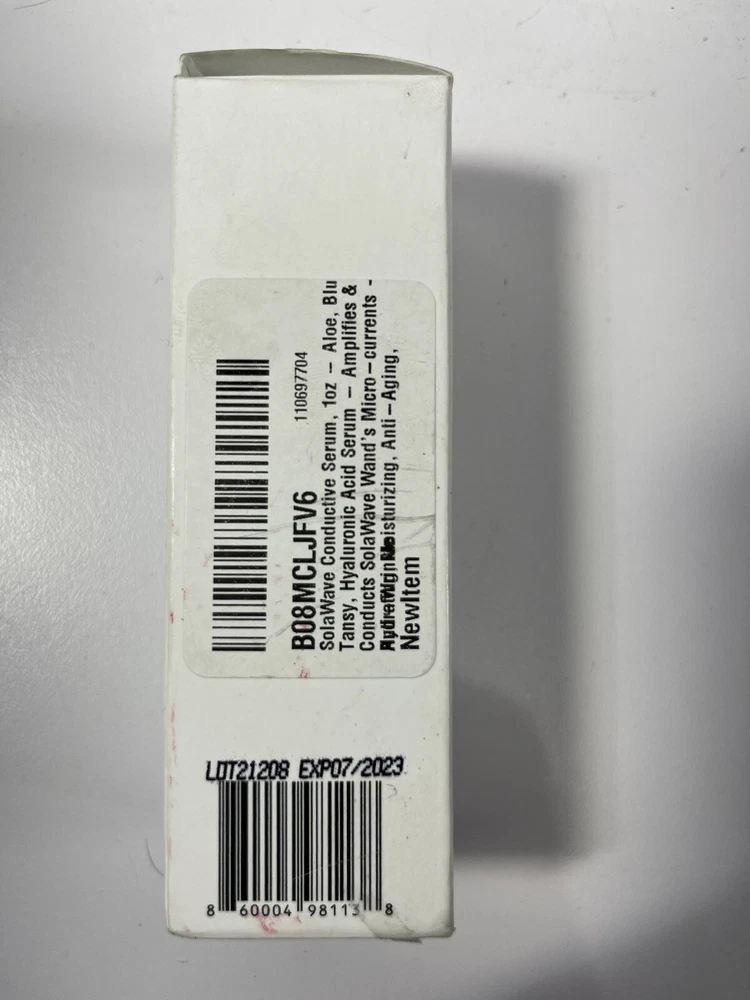 110697704
B08MCLJFV6
SolaWave Conductive Serum, 1oz – Aloe, Blu
Tansy, Hyaluronic Acid Serum – Amplifies &
Conducts SolaWave Wand's Micro-currents -
Moisturizing, Anti-Aging,
NewItem
LOT21208 EXP07/2023
8 60004 98113 8